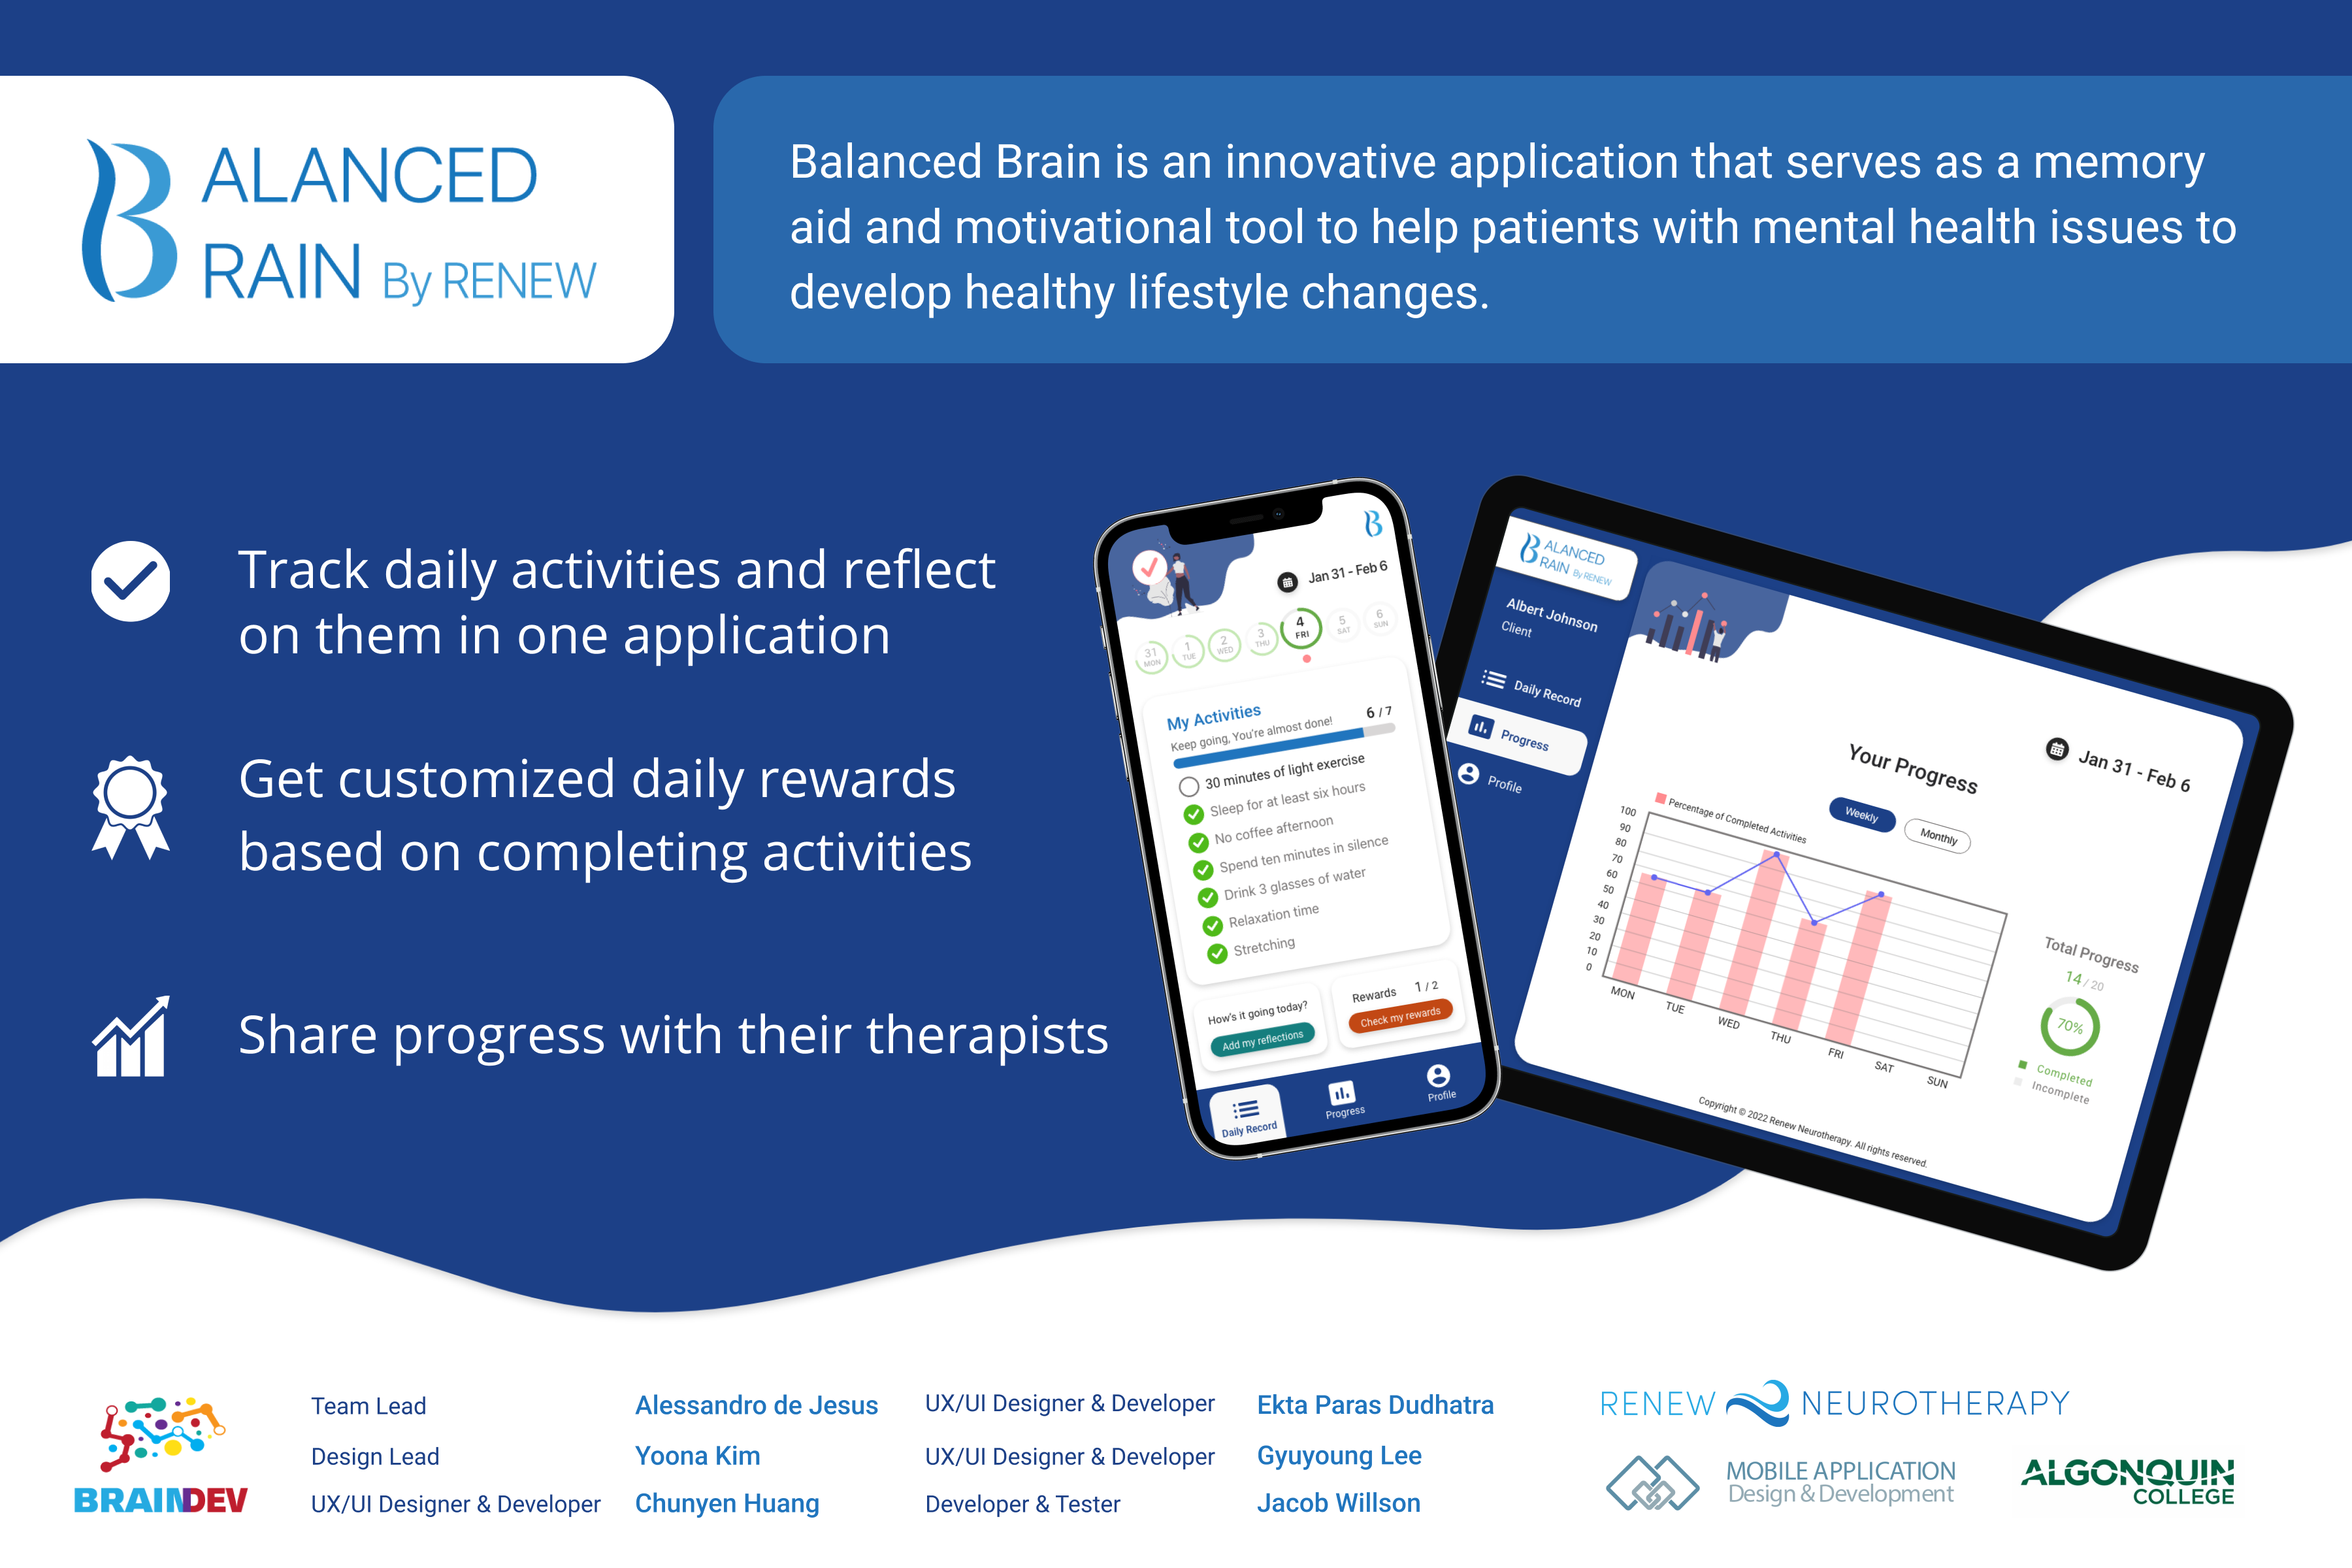 BALANCED
BRAIN By RENEW
Balanced Brain is an innovative application that serves as a memory
aid and motivational tool to help patients with mental health issues to
develop healthy lifestyle changes.
Track daily activities and reflect
on them in one application
Get customized daily rewards
based on completing activities
Share progress with their therapists
B
Jan 31 - Feb 6
31 MON
1 TUE
2 WED
3 THU
4 FRI
5 SAT
6 SUN
My Activities
Keep going, You're almost done!
6 / 7
30 minutes of light exercise
Sleep for at least six hours
No coffee afternoon
Spend ten minutes in silence
Drink 3 glasses of water
Relaxation time
Stretching
How's it going today?
Add my reflections
Rewards 1 / 2
Check my rewards
Daily Record
Progress
Profile
BALANCED
BRAIN By RENEW
Albert Johnson
Client
Daily Record
Progress
Profile
Jan 31 - Feb 6
Your Progress
Weekly
Monthly
Percentage of Completed Activities
100
90
80
70
60
50
40
30
20
10
0
MON
TUE
WED
THU
FRI
SAT
SUN
Total Progress
14 / 20
70%
Completed
Incomplete
Copyright © 2022 Renew Neurotherapy. All rights reserved.
BRAINDEV
Team Lead Alessandro de Jesus
Design Lead Yoona Kim
UX/UI Designer & Developer Chunyen Huang
UX/UI Designer & Developer Ekta Paras Dudhatra
UX/UI Designer & Developer Gyuyoung Lee
Developer & Tester Jacob Willson
RENEW NEUROTHERAPY
MOBILE APPLICATION
Design & Development
ALGONQUIN
COLLEGE